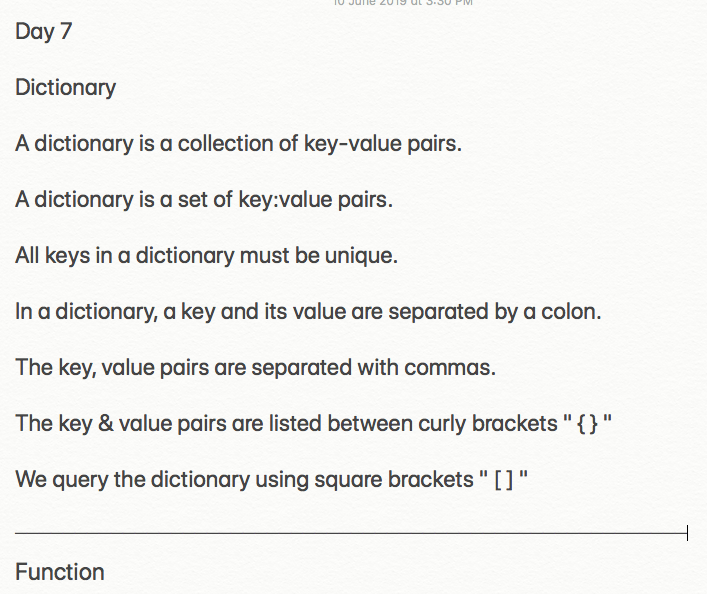 10 June 2019 at 3:30 PM
Day 7
Dictionary
A dictionary is a collection of key-value pairs.
A dictionary is a set of key:value pairs.
All keys in a dictionary must be unique.
In a dictionary, a key and its value are separated by a colon.
The key, value pairs are separated with commas.
The key & value pairs are listed between curly brackets " { } "
We query the dictionary using square brackets " [ ] "
Function